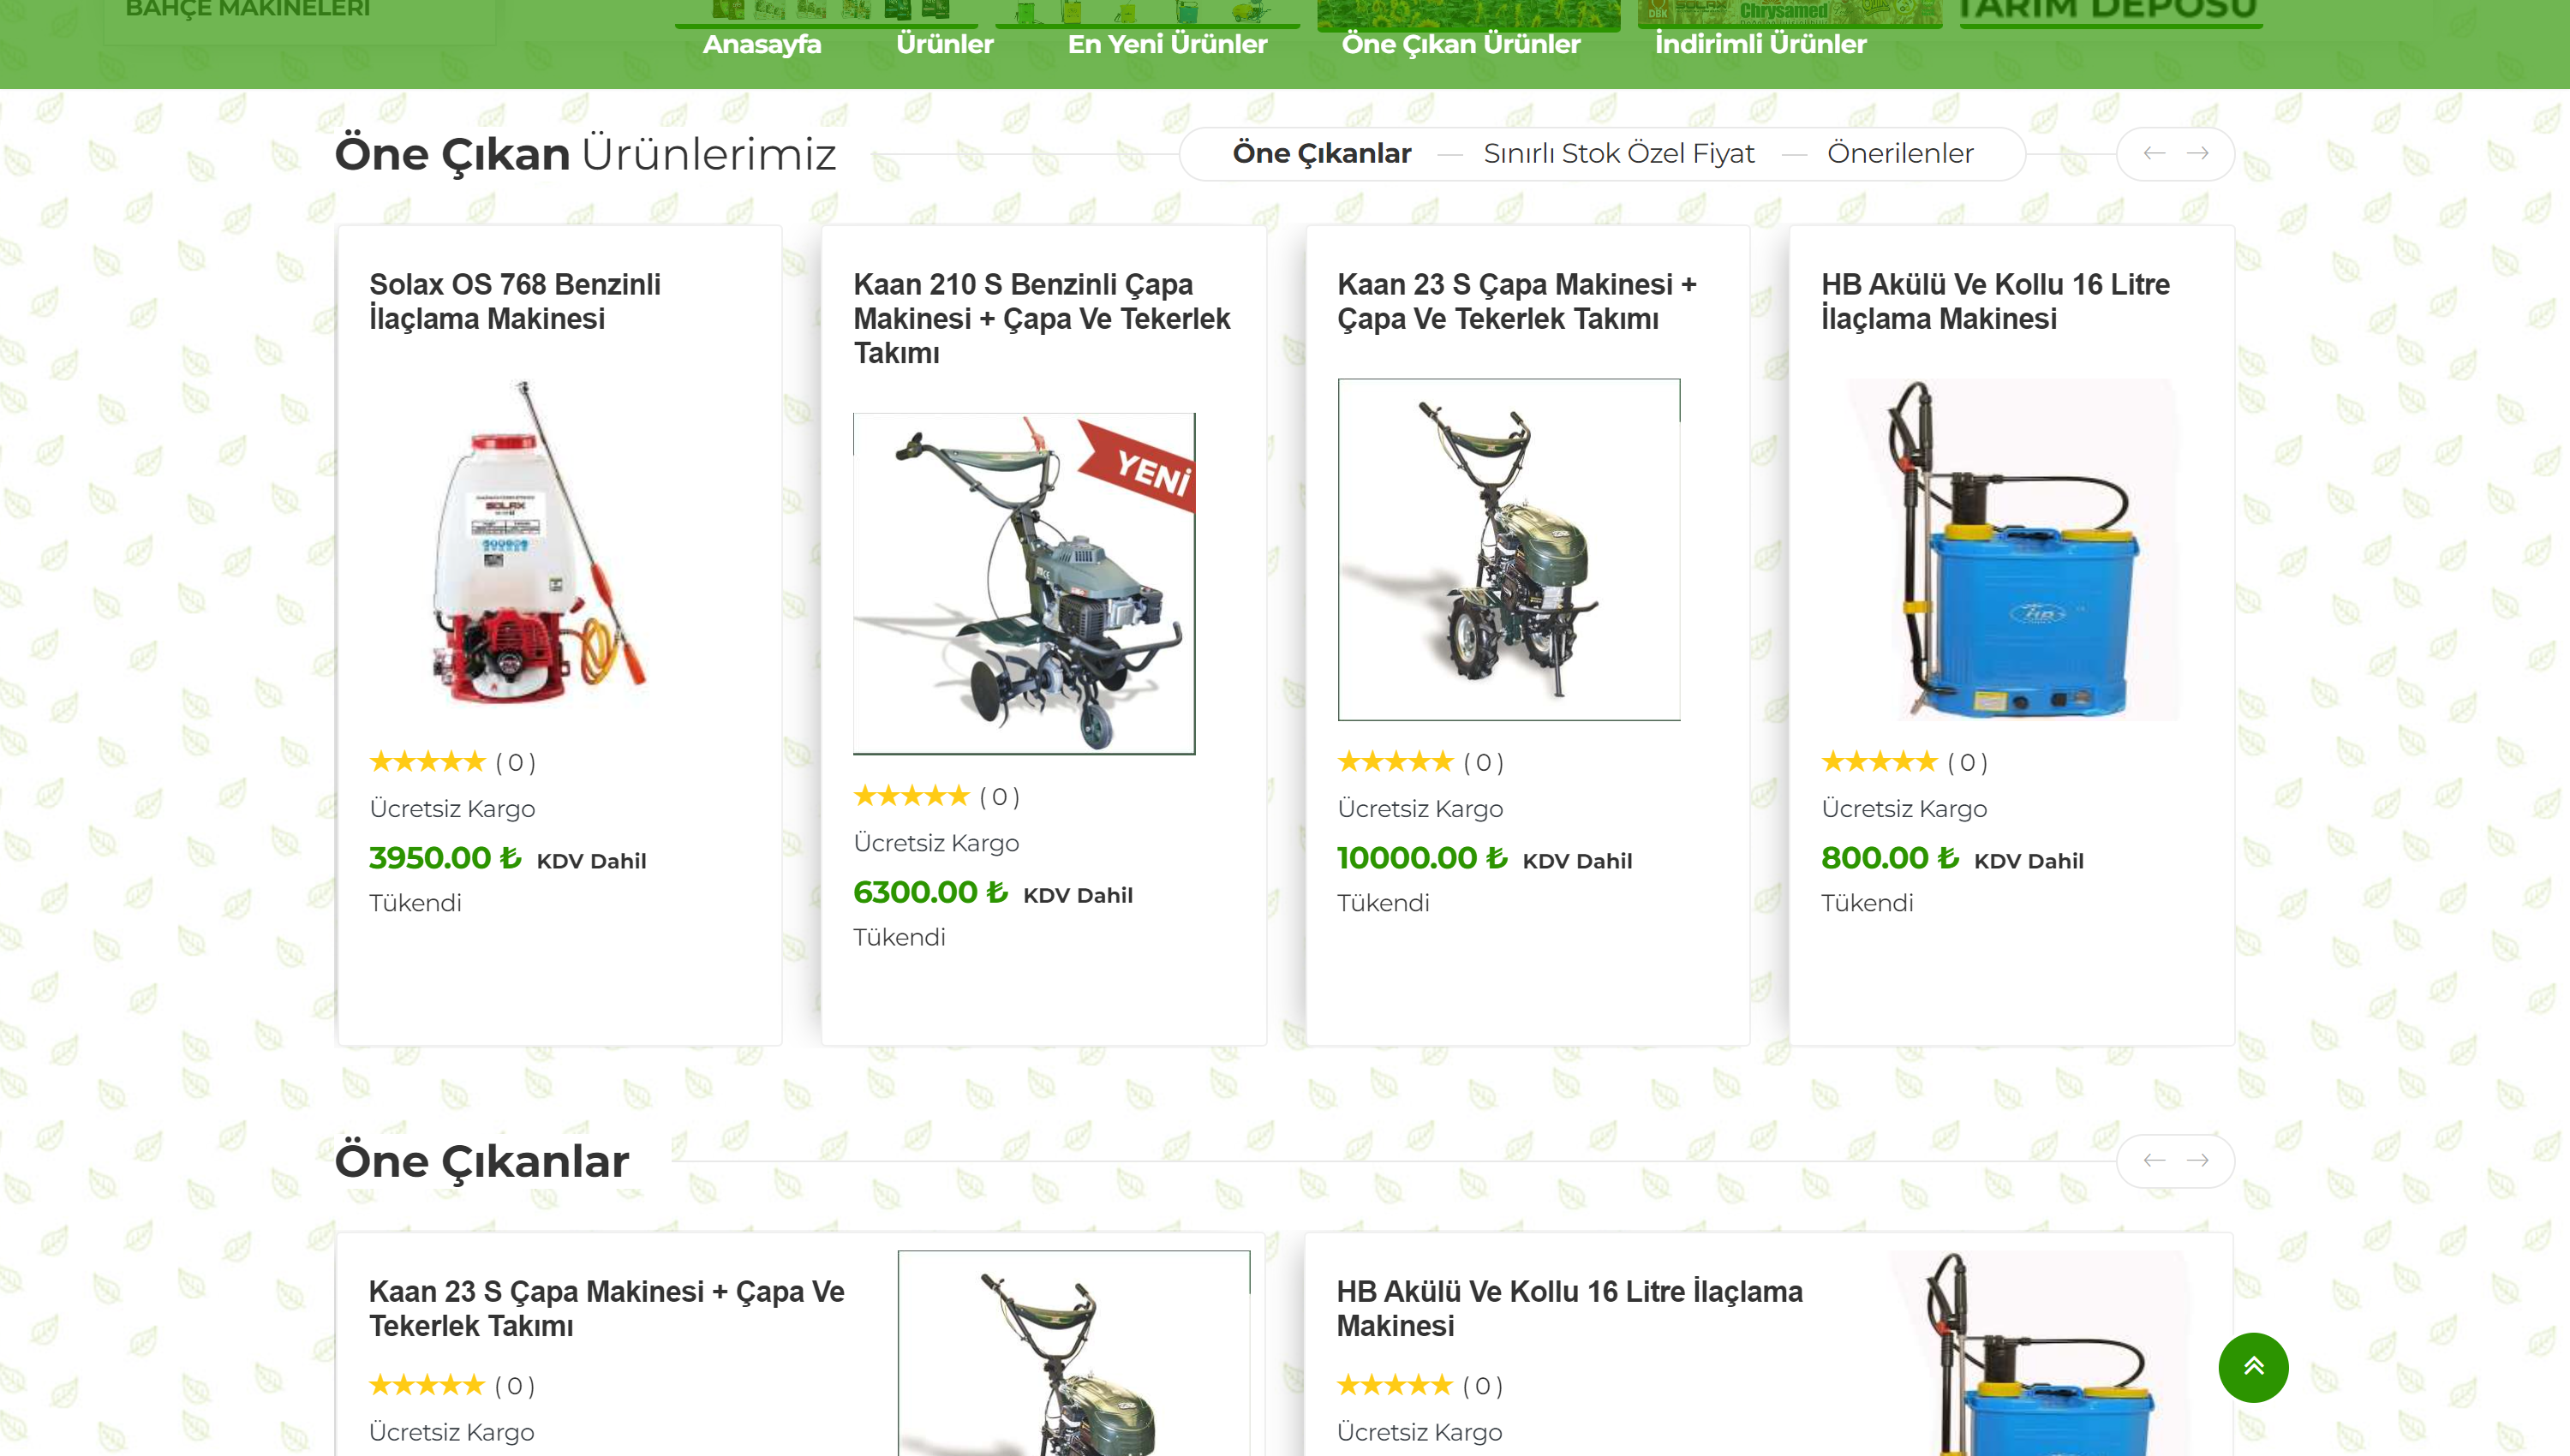 BAHÇE MAKİNELERİ
Chrysamed
TARIM DEPOSU
Anasayfa
Ürünler
En Yeni Ürünler
Öne Çıkan Ürünler
İndirimli Ürünler
Öne Çıkan Ürünlerimiz
Öne Çıkanlar — Sınırlı Stok Özel Fiyat — Önerilenler
Solax OS 768 Benzinli
İlaçlama Makinesi
SOLAX
★★★★★ ( 0 )
Ücretsiz Kargo
3950.00 ₺ KDV Dahil
Tükendi
Kaan 210 S Benzinli Çapa
Makinesi + Çapa Ve Tekerlek
Takımı
YENİ
★★★★★ ( 0 )
Ücretsiz Kargo
6300.00 ₺ KDV Dahil
Tükendi
Kaan 23 S Çapa Makinesi +
Çapa Ve Tekerlek Takımı
★★★★★ ( 0 )
Ücretsiz Kargo
10000.00 ₺ KDV Dahil
Tükendi
HB Akülü Ve Kollu 16 Litre
İlaçlama Makinesi
HB
★★★★★ ( 0 )
Ücretsiz Kargo
800.00 ₺ KDV Dahil
Tükendi
Öne Çıkanlar
Kaan 23 S Çapa Makinesi + Çapa Ve
Tekerlek Takımı
★★★★★ ( 0 )
Ücretsiz Kargo
HB Akülü Ve Kollu 16 Litre İlaçlama
Makinesi
★★★★★ ( 0 )
Ücretsiz Kargo